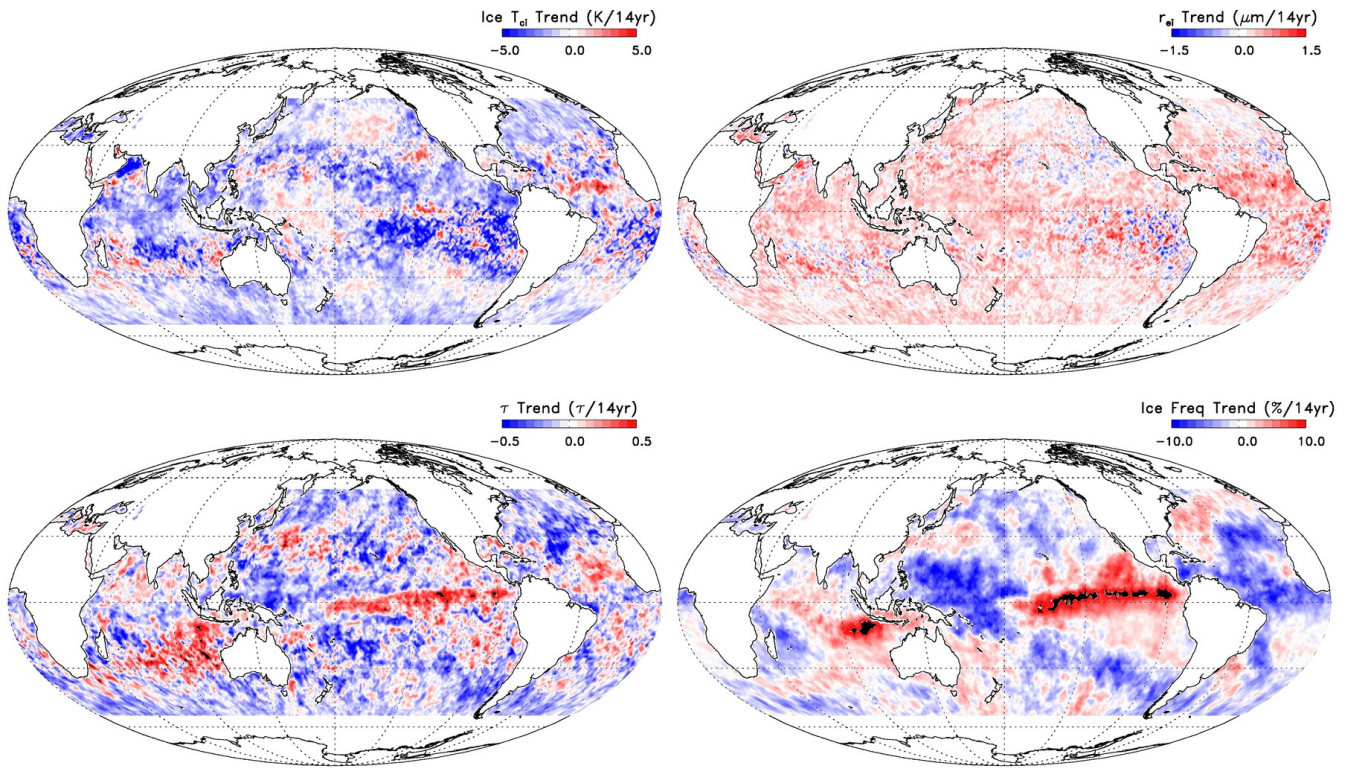 Ice T_ci Trend (K/14yr)
-5.0 0.0 5.0
r_ei Trend (μm/14yr)
-1.5 0.0 1.5
τ Trend (τ/14yr)
-0.5 0.0 0.5
Ice Freq Trend (%/14yr)
-10.0 0.0 10.0